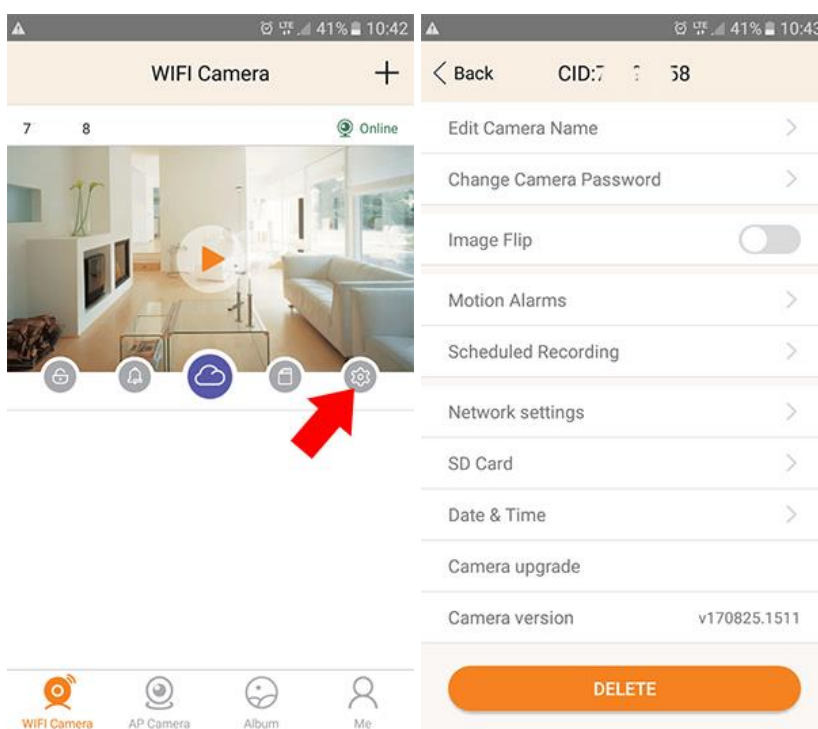 41% 10:42
WIFI Camera
7 8
Online
WIFI Camera
AP Camera
Album
Me
41% 10:43
Back
CID:7 58
Edit Camera Name
Change Camera Password
Image Flip
Motion Alarms
Scheduled Recording
Network settings
SD Card
Date & Time
Camera upgrade
Camera version v170825.1511
DELETE